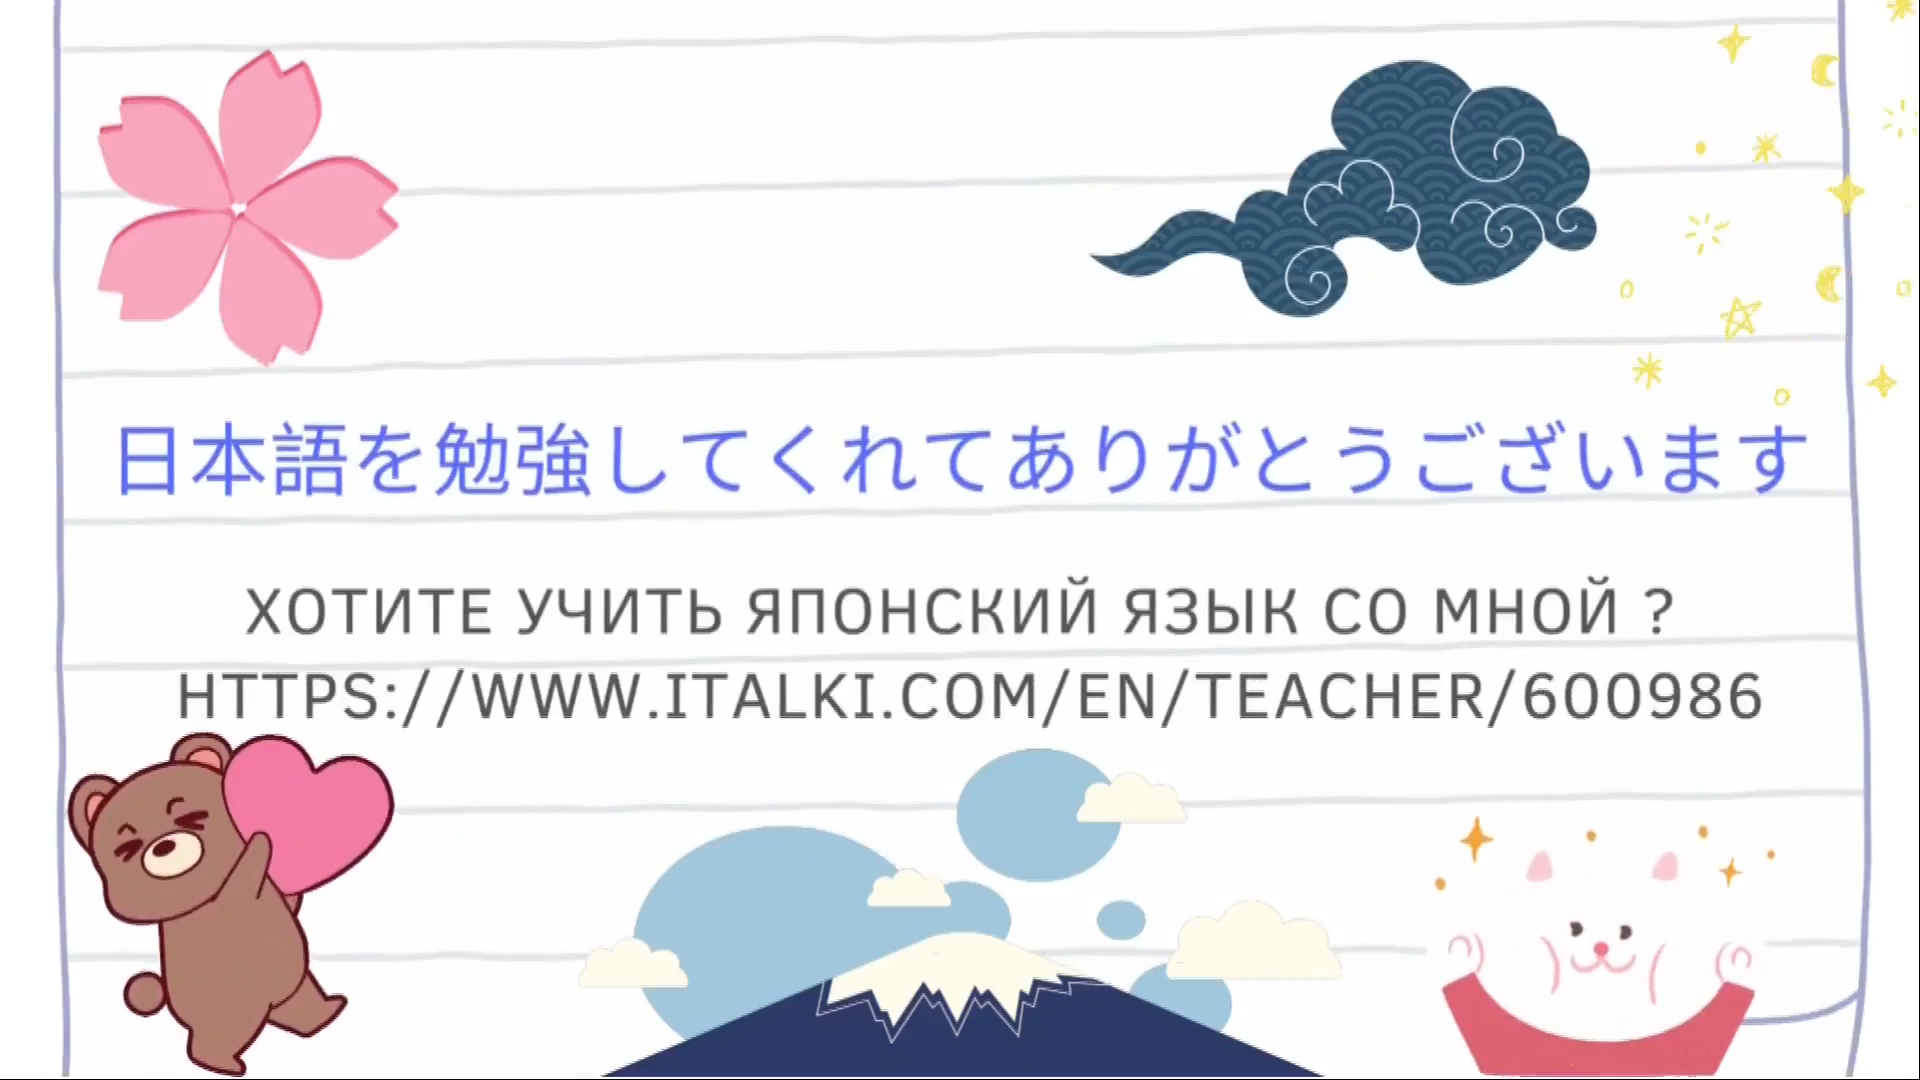 日本語を勉強してくれてありがとうございます
ХОТИТЕ УЧИТЬ ЯПОНСКИЙ ЯЗЫК СО МНОЙ ?
HTTPS://WWW.ITALKI.COM/EN/TEACHER/600986